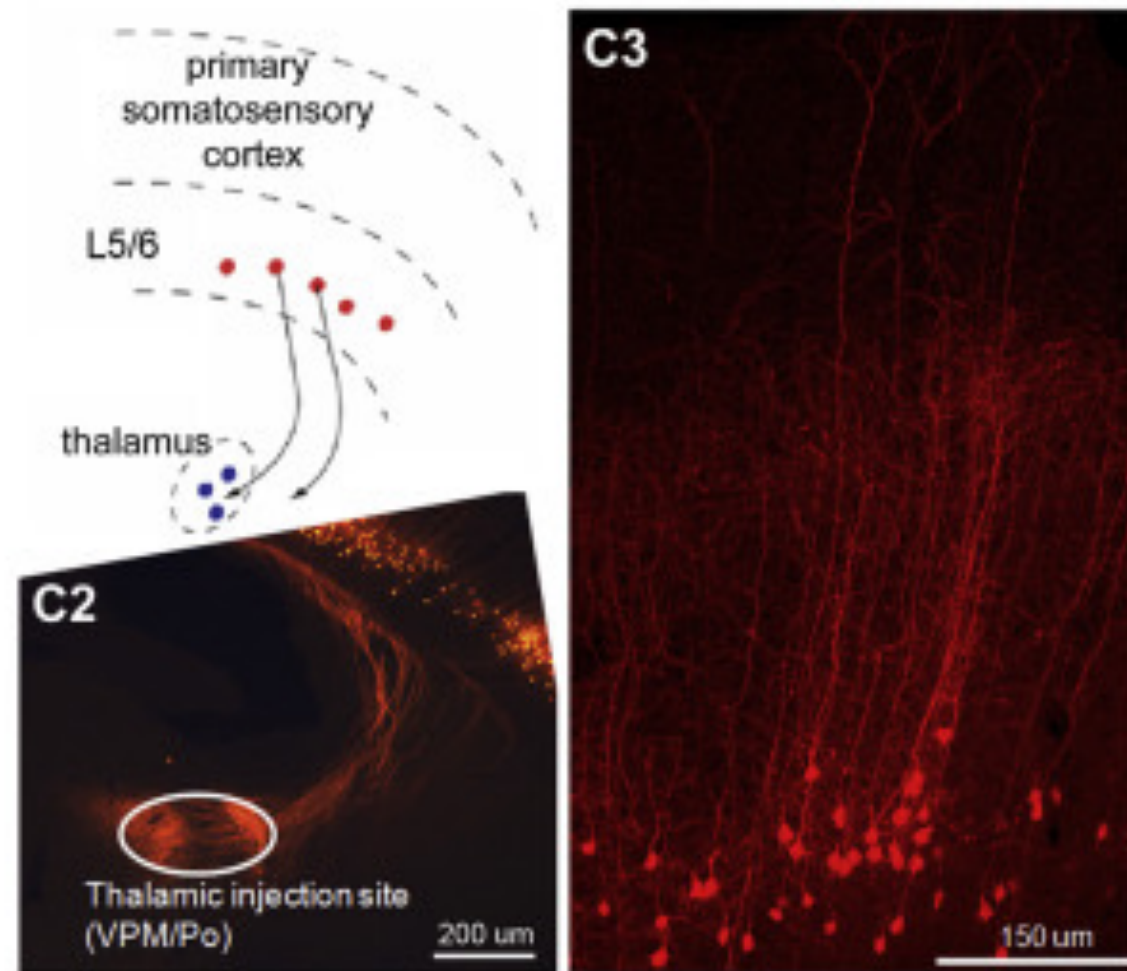 primary
somatosensory
cortex
L5/6
thalamus
C2
Thalamic injection site
(VPM/Po)
200 um
C3
150 um